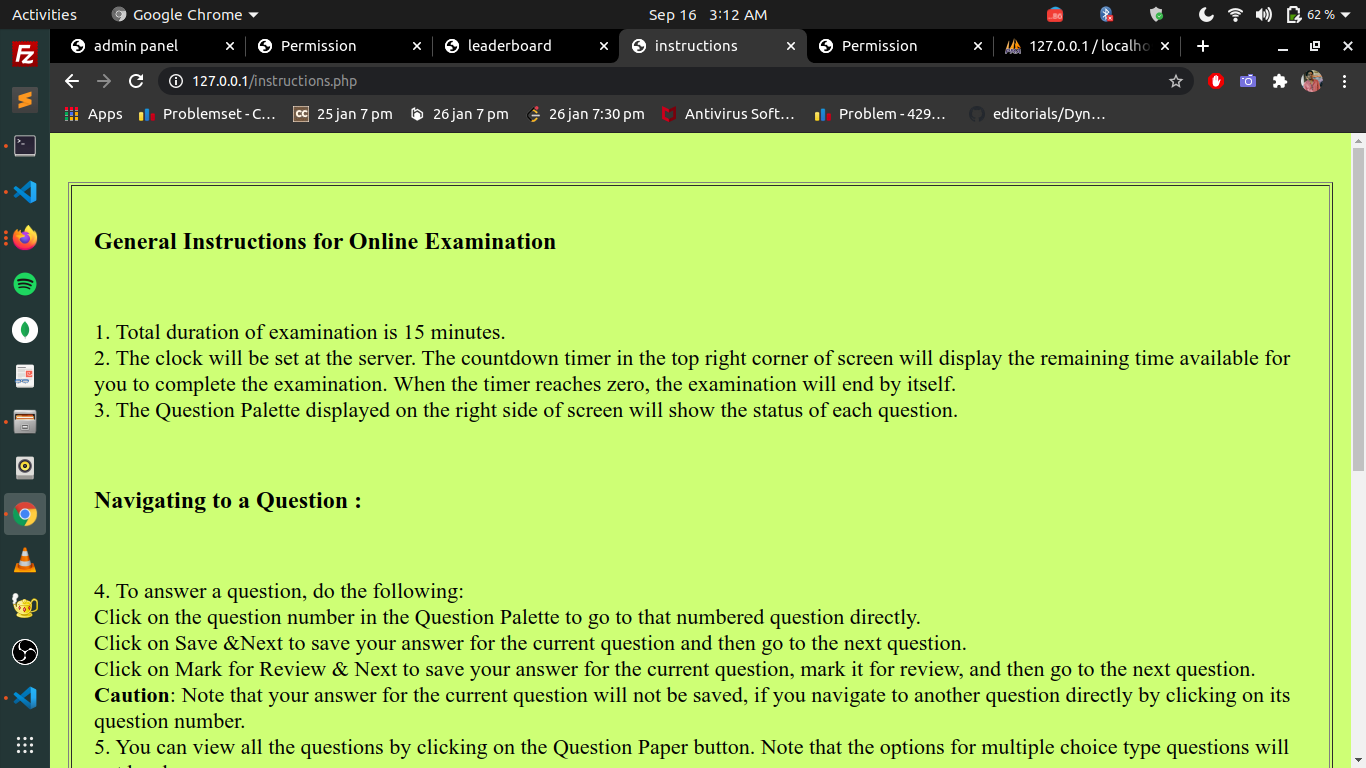 Activities Google Chrome Sep 16 3:12 AM 62 %
admin panel Permission leaderboard instructions Permission 127.0.0.1 / localho
127.0.0.1/instructions.php
Apps Problemset - C… 25 jan 7 pm 26 jan 7 pm 26 jan 7:30 pm Antivirus Soft… Problem - 429… editorials/Dyn…
General Instructions for Online Examination
1. Total duration of examination is 15 minutes.
2. The clock will be set at the server. The countdown timer in the top right corner of screen will display the remaining time available for
you to complete the examination. When the timer reaches zero, the examination will end by itself.
3. The Question Palette displayed on the right side of screen will show the status of each question.
Navigating to a Question :
4. To answer a question, do the following:
Click on the question number in the Question Palette to go to that numbered question directly.
Click on Save &Next to save your answer for the current question and then go to the next question.
Click on Mark for Review & Next to save your answer for the current question, mark it for review, and then go to the next question.
Caution: Note that your answer for the current question will not be saved, if you navigate to another question directly by clicking on its
question number.
5. You can view all the questions by clicking on the Question Paper button. Note that the options for multiple choice type questions will